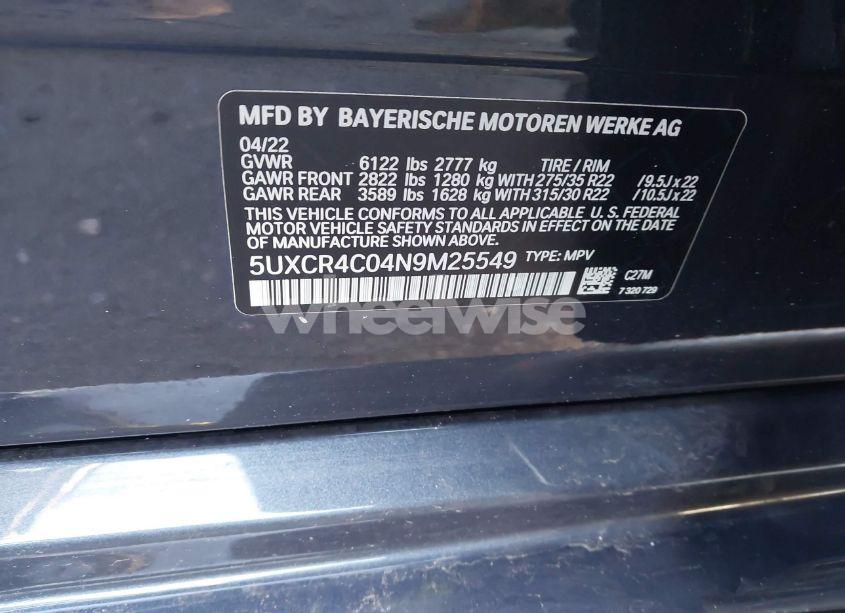 MFD BY BAYERISCHE MOTOREN WERKE AG
04/22
GVWR 6122 lbs 2777 kg TIRE / RIM
GAWR FRONT 2822 lbs 1280 kg WITH 275/35 R22 / 9.5J x 22
GAWR REAR 3589 lbs 1628 kg WITH 315/30 R22 / 10.5J x 22
THIS VEHICLE CONFORMS TO ALL APPLICABLE U. S. FEDERAL
MOTOR VEHICLE SAFETY STANDARDS IN EFFECT ON THE DATE
OF MANUFACTURE SHOWN ABOVE.
5UXCR4C04N9M25549 TYPE: MPV
C27M
7 320 729
wheelwise